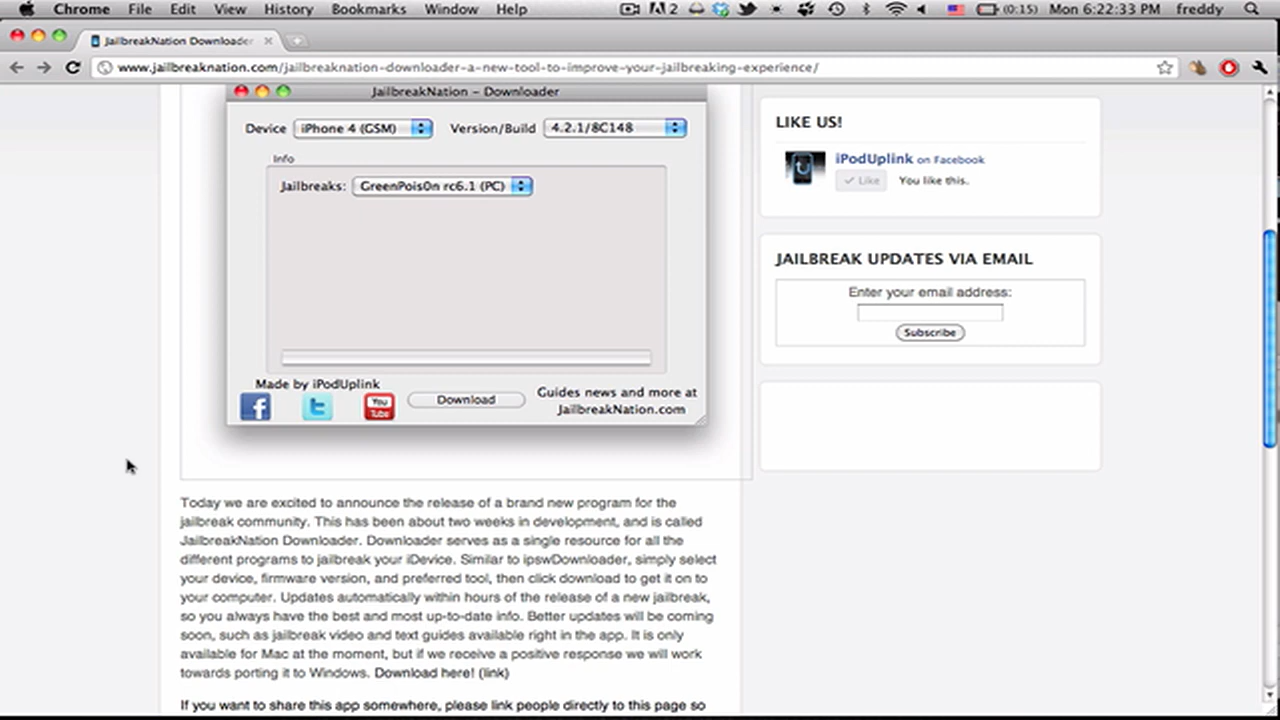 Chrome File Edit View History Bookmarks Window Help
2
(0:15) Mon 6:22:33 PM freddy
JailbreakNation Downloader
www.jailbreaknation.com/jailbreaknation-downloader-a-new-tool-to-improve-your-jailbreaking-experience/
JailbreakNation – Downloader
Device iPhone 4 (GSM) Version/Build 4.2.1/8C148
Info
Jailbreaks: GreenPois0n rc6.1 (PC)
Made by iPodUplink
You Tube
Download
Guides news and more at
JailbreakNation.com
Today we are excited to announce the release of a brand new program for the
jailbreak community. This has been about two weeks in development, and is called
JailbreakNation Downloader. Downloader serves as a single resource for all the
different programs to jailbreak your iDevice. Similar to ipswDownloader, simply select
your device, firmware version, and preferred tool, then click download to get it on to
your computer. Updates automatically within hours of the release of a new jailbreak,
so you always have the best and most up-to-date info. Better updates will be coming
soon, such as jailbreak video and text guides available right in the app. It is only
available for Mac at the moment, but if we receive a positive response we will work
towards porting it to Windows. Download here! (link)
If you want to share this app somewhere, please link people directly to this page so
LIKE US!
iPodUplink on Facebook
Like You like this.
JAILBREAK UPDATES VIA EMAIL
Enter your email address:
Subscribe